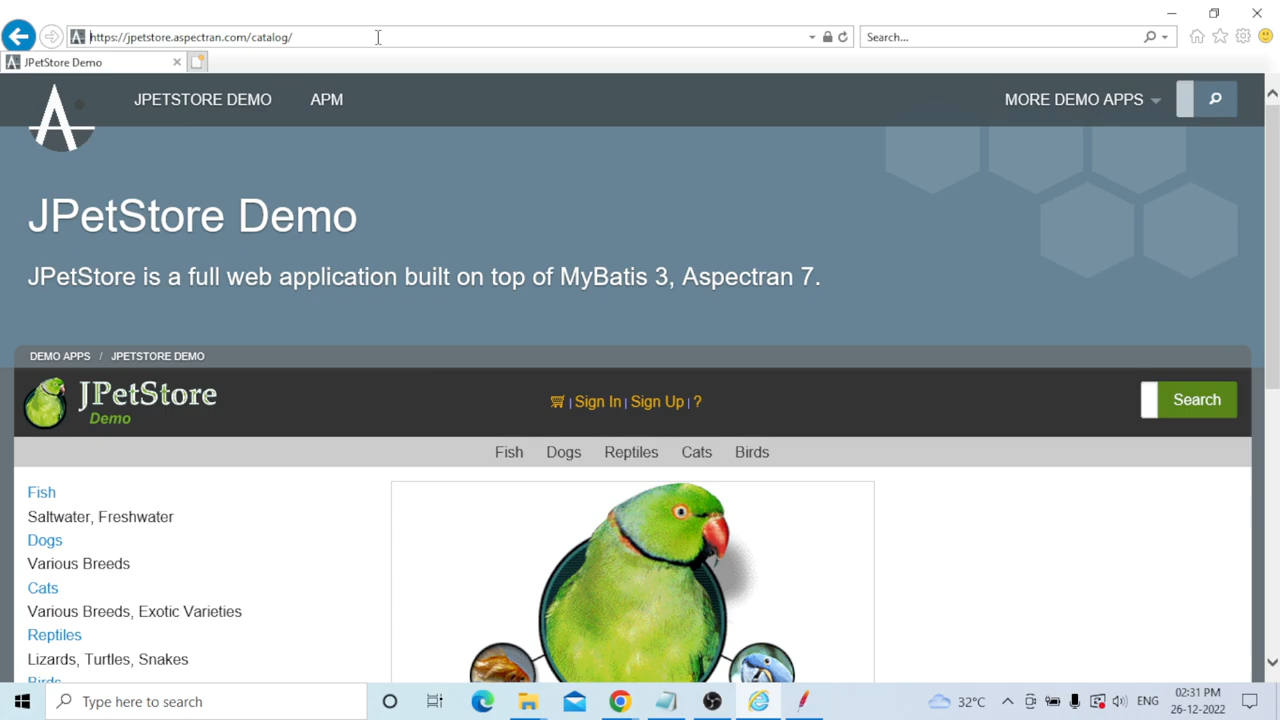 https://jpetstore.aspectran.com/catalog/
Search...
JPetStore Demo
JPETSTORE DEMO
APM
MORE DEMO APPS
JPetStore Demo
JPetStore is a full web application built on top of MyBatis 3, Aspectran 7.
DEMO APPS / JPETSTORE DEMO
JPetStore
Demo
| Sign In | Sign Up | ?
Search
Fish Dogs Reptiles Cats Birds
Fish
Saltwater, Freshwater
Dogs
Various Breeds
Cats
Various Breeds, Exotic Varieties
Reptiles
Lizards, Turtles, Snakes
Birds
Type here to search
32°C
ENG
02:31 PM
26-12-2022